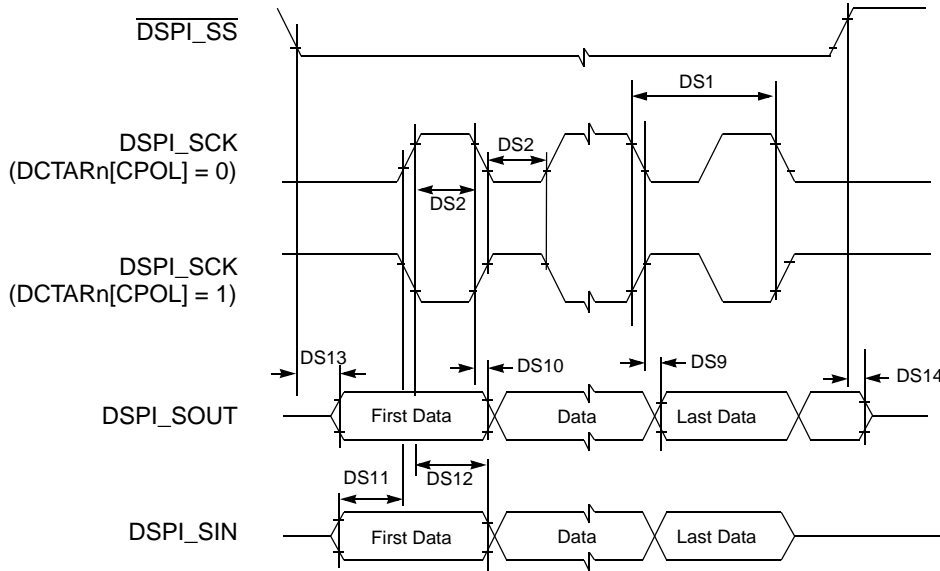 DSPI_SS
DS1
DSPI_SCK
(DCTARn[CPOL] = 0)
DS2
DS2
DSPI_SCK
(DCTARn[CPOL] = 1)
DS13
DS10
DS9
DS14
DSPI_SOUT
First Data
Data
Last Data
DS11
DS12
DSPI_SIN
First Data
Data
Last Data